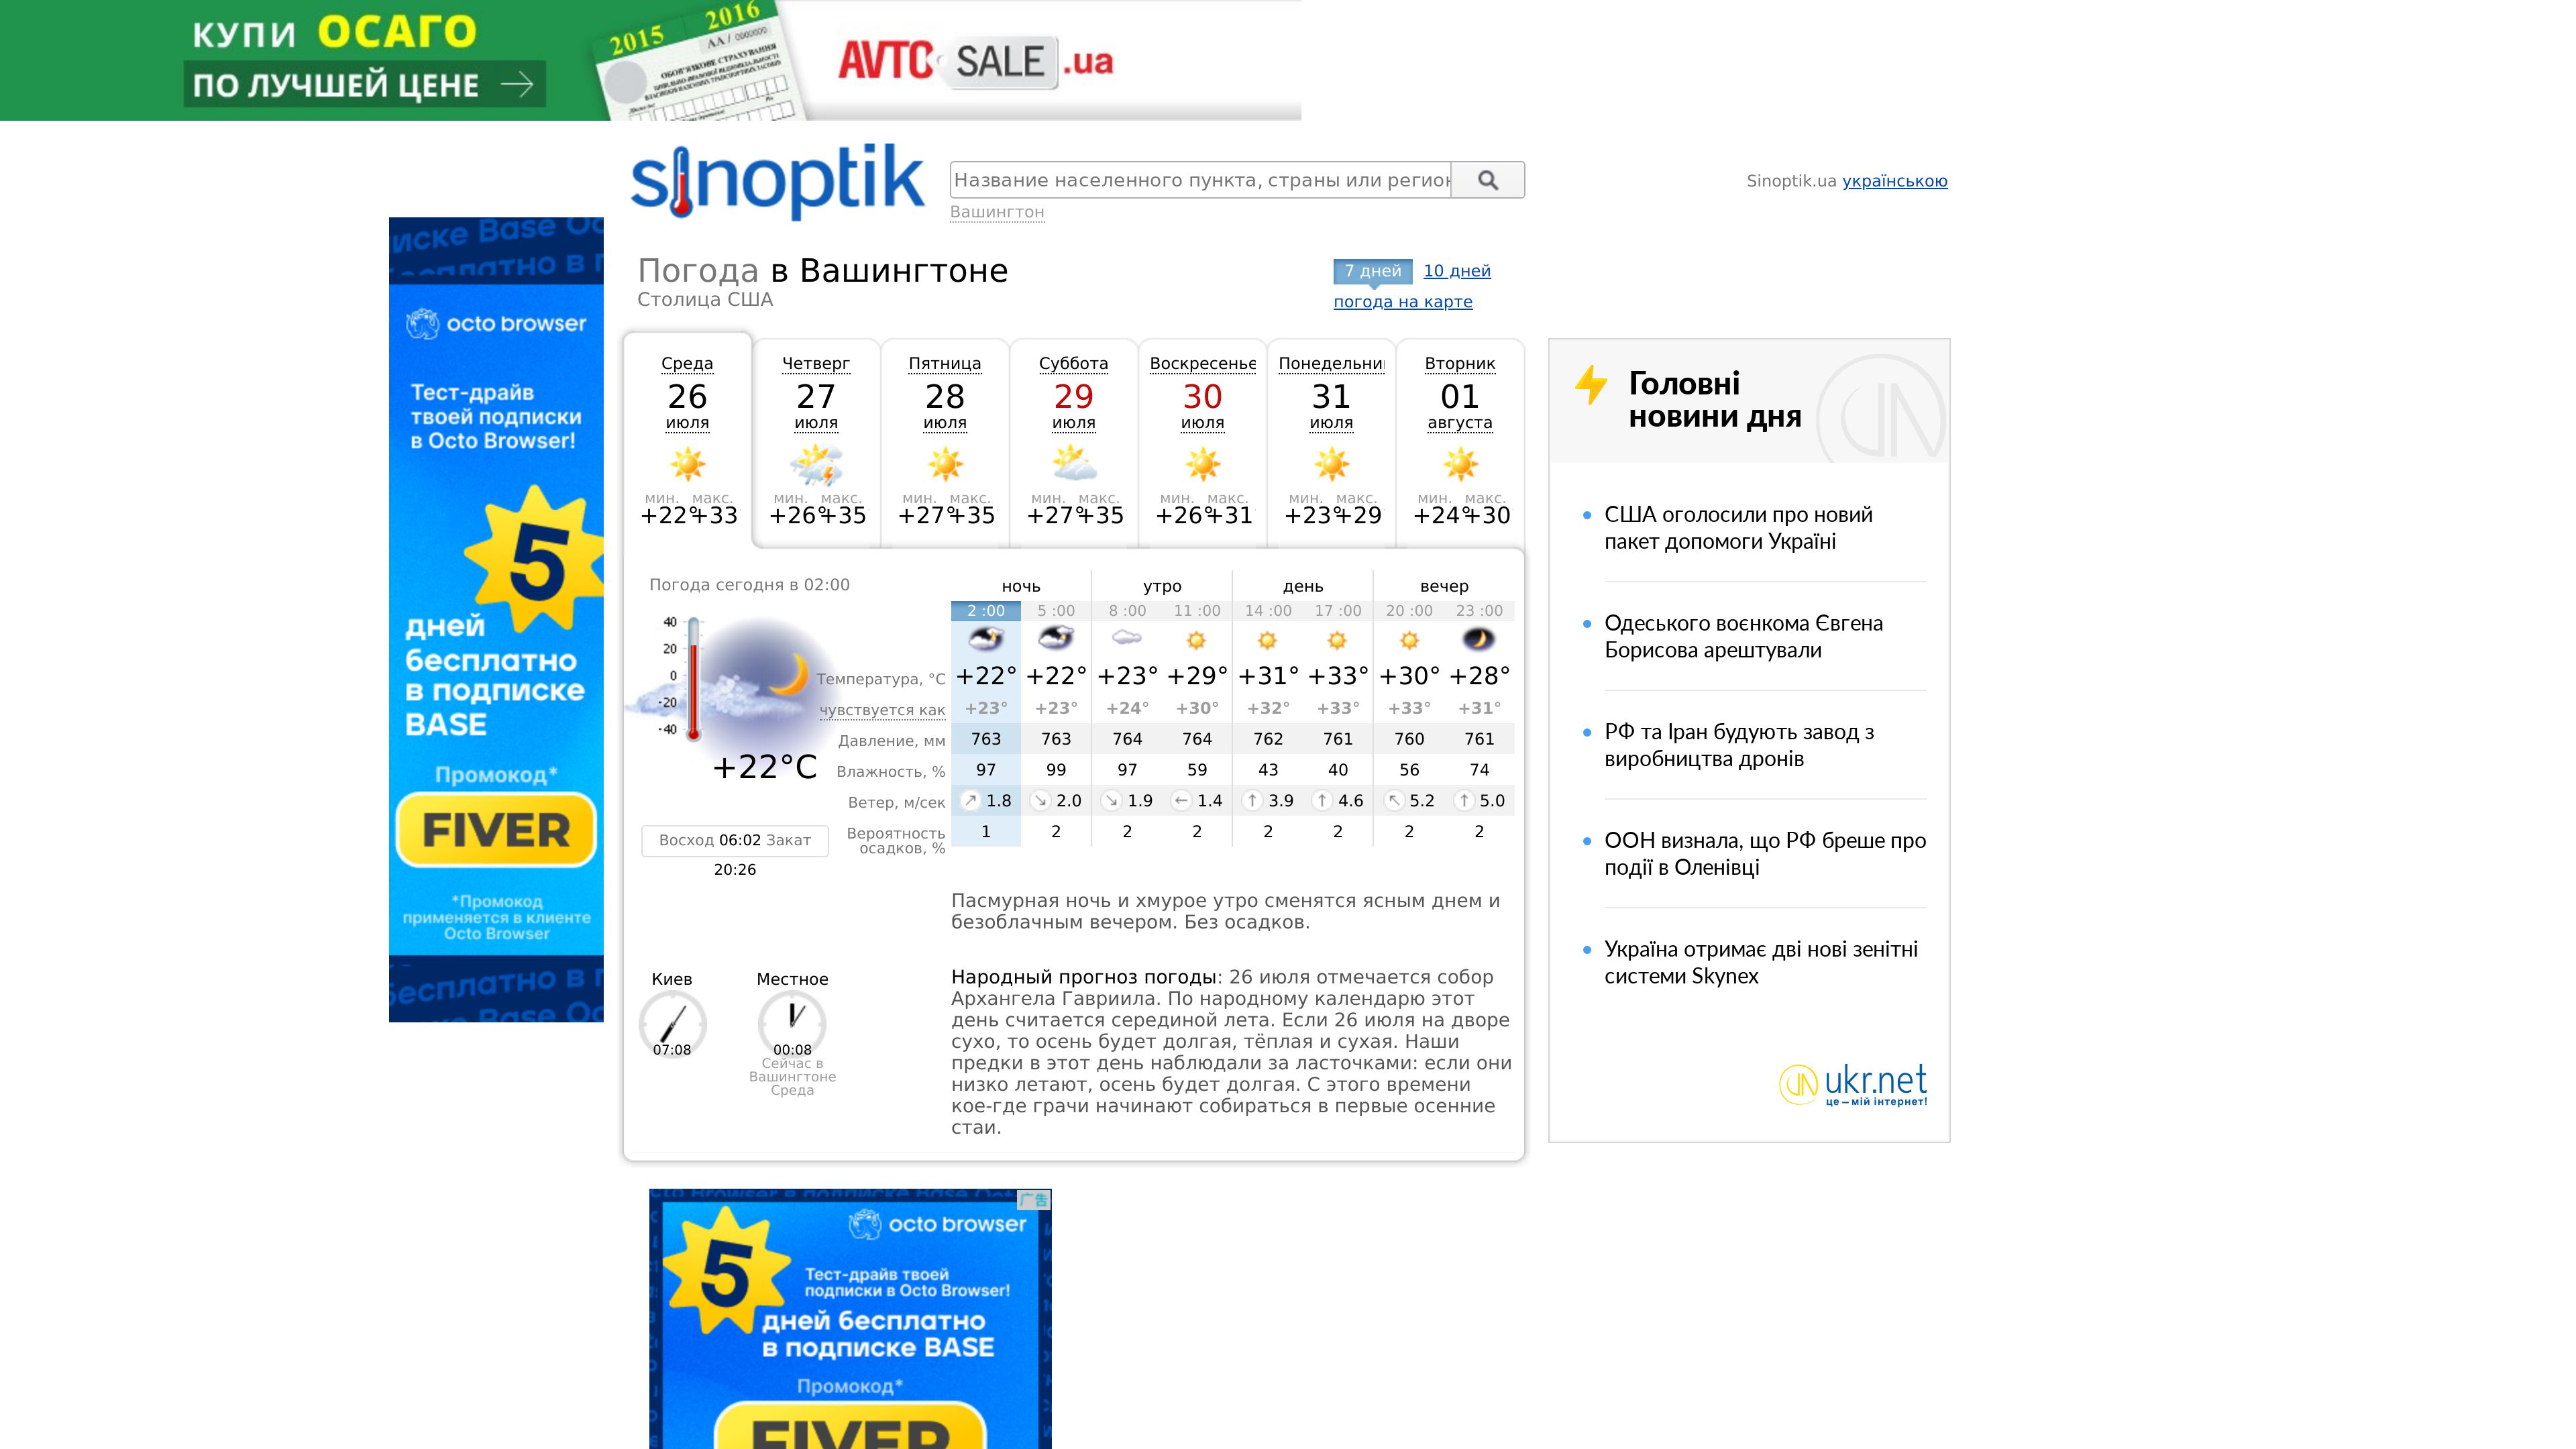 КУПИ ОСАГО
ПО ЛУЧШЕЙ ЦЕНЕ
2015 2016
АА / 0000000
ОБОВ'ЯЗКОВЕ СТРАХУВАННЯ
AVTO SALE .ua
sinoptik
Название населенного пункта, страны или регион
Вашингтон
Sinoptik.ua українською
Погода в Вашингтоне
Столица США
7 дней 10 дней
погода на карте
octo browser
Тест-драйв
твоей подписки
в Octo Browser!
5
дней
бесплатно
в подписке
BASE
Промокод*
FIVER
*Промокод
применяется в клиенте
Octo Browser
Среда Четверг Пятница Суббота Воскресенье Понедельни Вторник
26 27 28 29 30 31 01
июля июля июля июля июля июля августа
мин. макс. мин. макс. мин. макс. мин. макс. мин. макс. мин. макс. мин. макс.
+22° +33 +26° +35 +27° +35 +27° +35 +26° +31 +23° +29 +24° +30
Погода сегодня в 02:00
ночь утро день вечер
2 :00 5 :00 8 :00 11 :00 14 :00 17 :00 20 :00 23 :00
40
20
0
-20
-40
+22°C
Температура, °C +22° +22° +23° +29° +31° +33° +30° +28°
чувствуется как +23° +23° +24° +30° +32° +33° +33° +31°
Давление, мм 763 763 764 764 762 761 760 761
Влажность, % 97 99 97 59 43 40 56 74
Ветер, м/сек 1.8 2.0 1.9 1.4 3.9 4.6 5.2 5.0
Вероятность
осадков, % 1 2 2 2 2 2 2 2
Восход 06:02 Закат
20:26
Пасмурная ночь и хмурое утро сменятся ясным днем и
безоблачным вечером. Без осадков.
Киев Местное
07:08 00:08
Сейчас в
Вашингтоне
Среда
Народный прогноз погоды: 26 июля отмечается собор
Архангела Гавриила. По народному календарю этот
день считается серединой лета. Если 26 июля на дворе
сухо, то осень будет долгая, тёплая и сухая. Наши
предки в этот день наблюдали за ласточками: если они
низко летают, осень будет долгая. С этого времени
кое-где грачи начинают собираться в первые осенние
стаи.
Головні
новини дня
США оголосили про новий
пакет допомоги Україні
Одеського воєнкома Євгена
Борисова арештували
РФ та Іран будують завод з
виробництва дронів
ООН визнала, що РФ бреше про
події в Оленівці
Україна отримає дві нові зенітні
системи Skynex
ukr.net
це – мій інтернет!
广告
octo browser
5
Тест-драйв твоей
подписки в Octo Browser!
дней бесплатно
в подписке BASE
Промокод*
FIVER